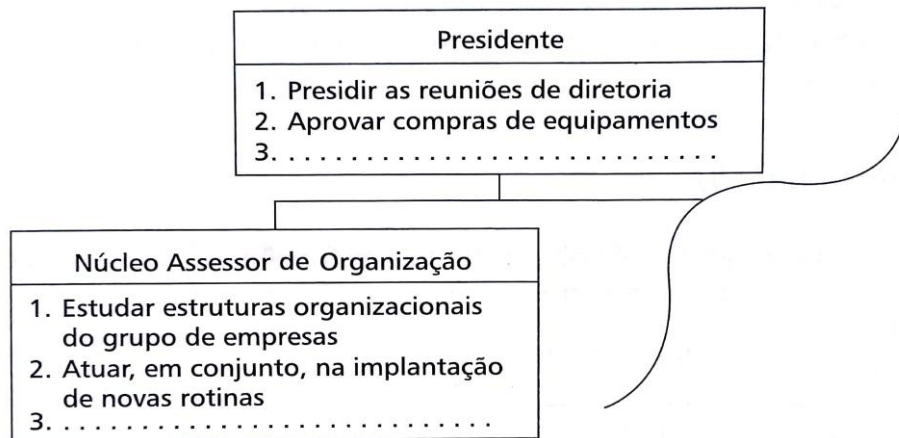 Presidente
1. Presidir as reuniões de diretoria
2. Aprovar compras de equipamentos
3. . . . . . . . . . . . . . . . . . . . . . . . . . . . . .
Núcleo Assessor de Organização
1. Estudar estruturas organizacionais
do grupo de empresas
2. Atuar, em conjunto, na implantação
de novas rotinas
3. . . . . . . . . . . . . . . . . . . . . . . . . . . . . .